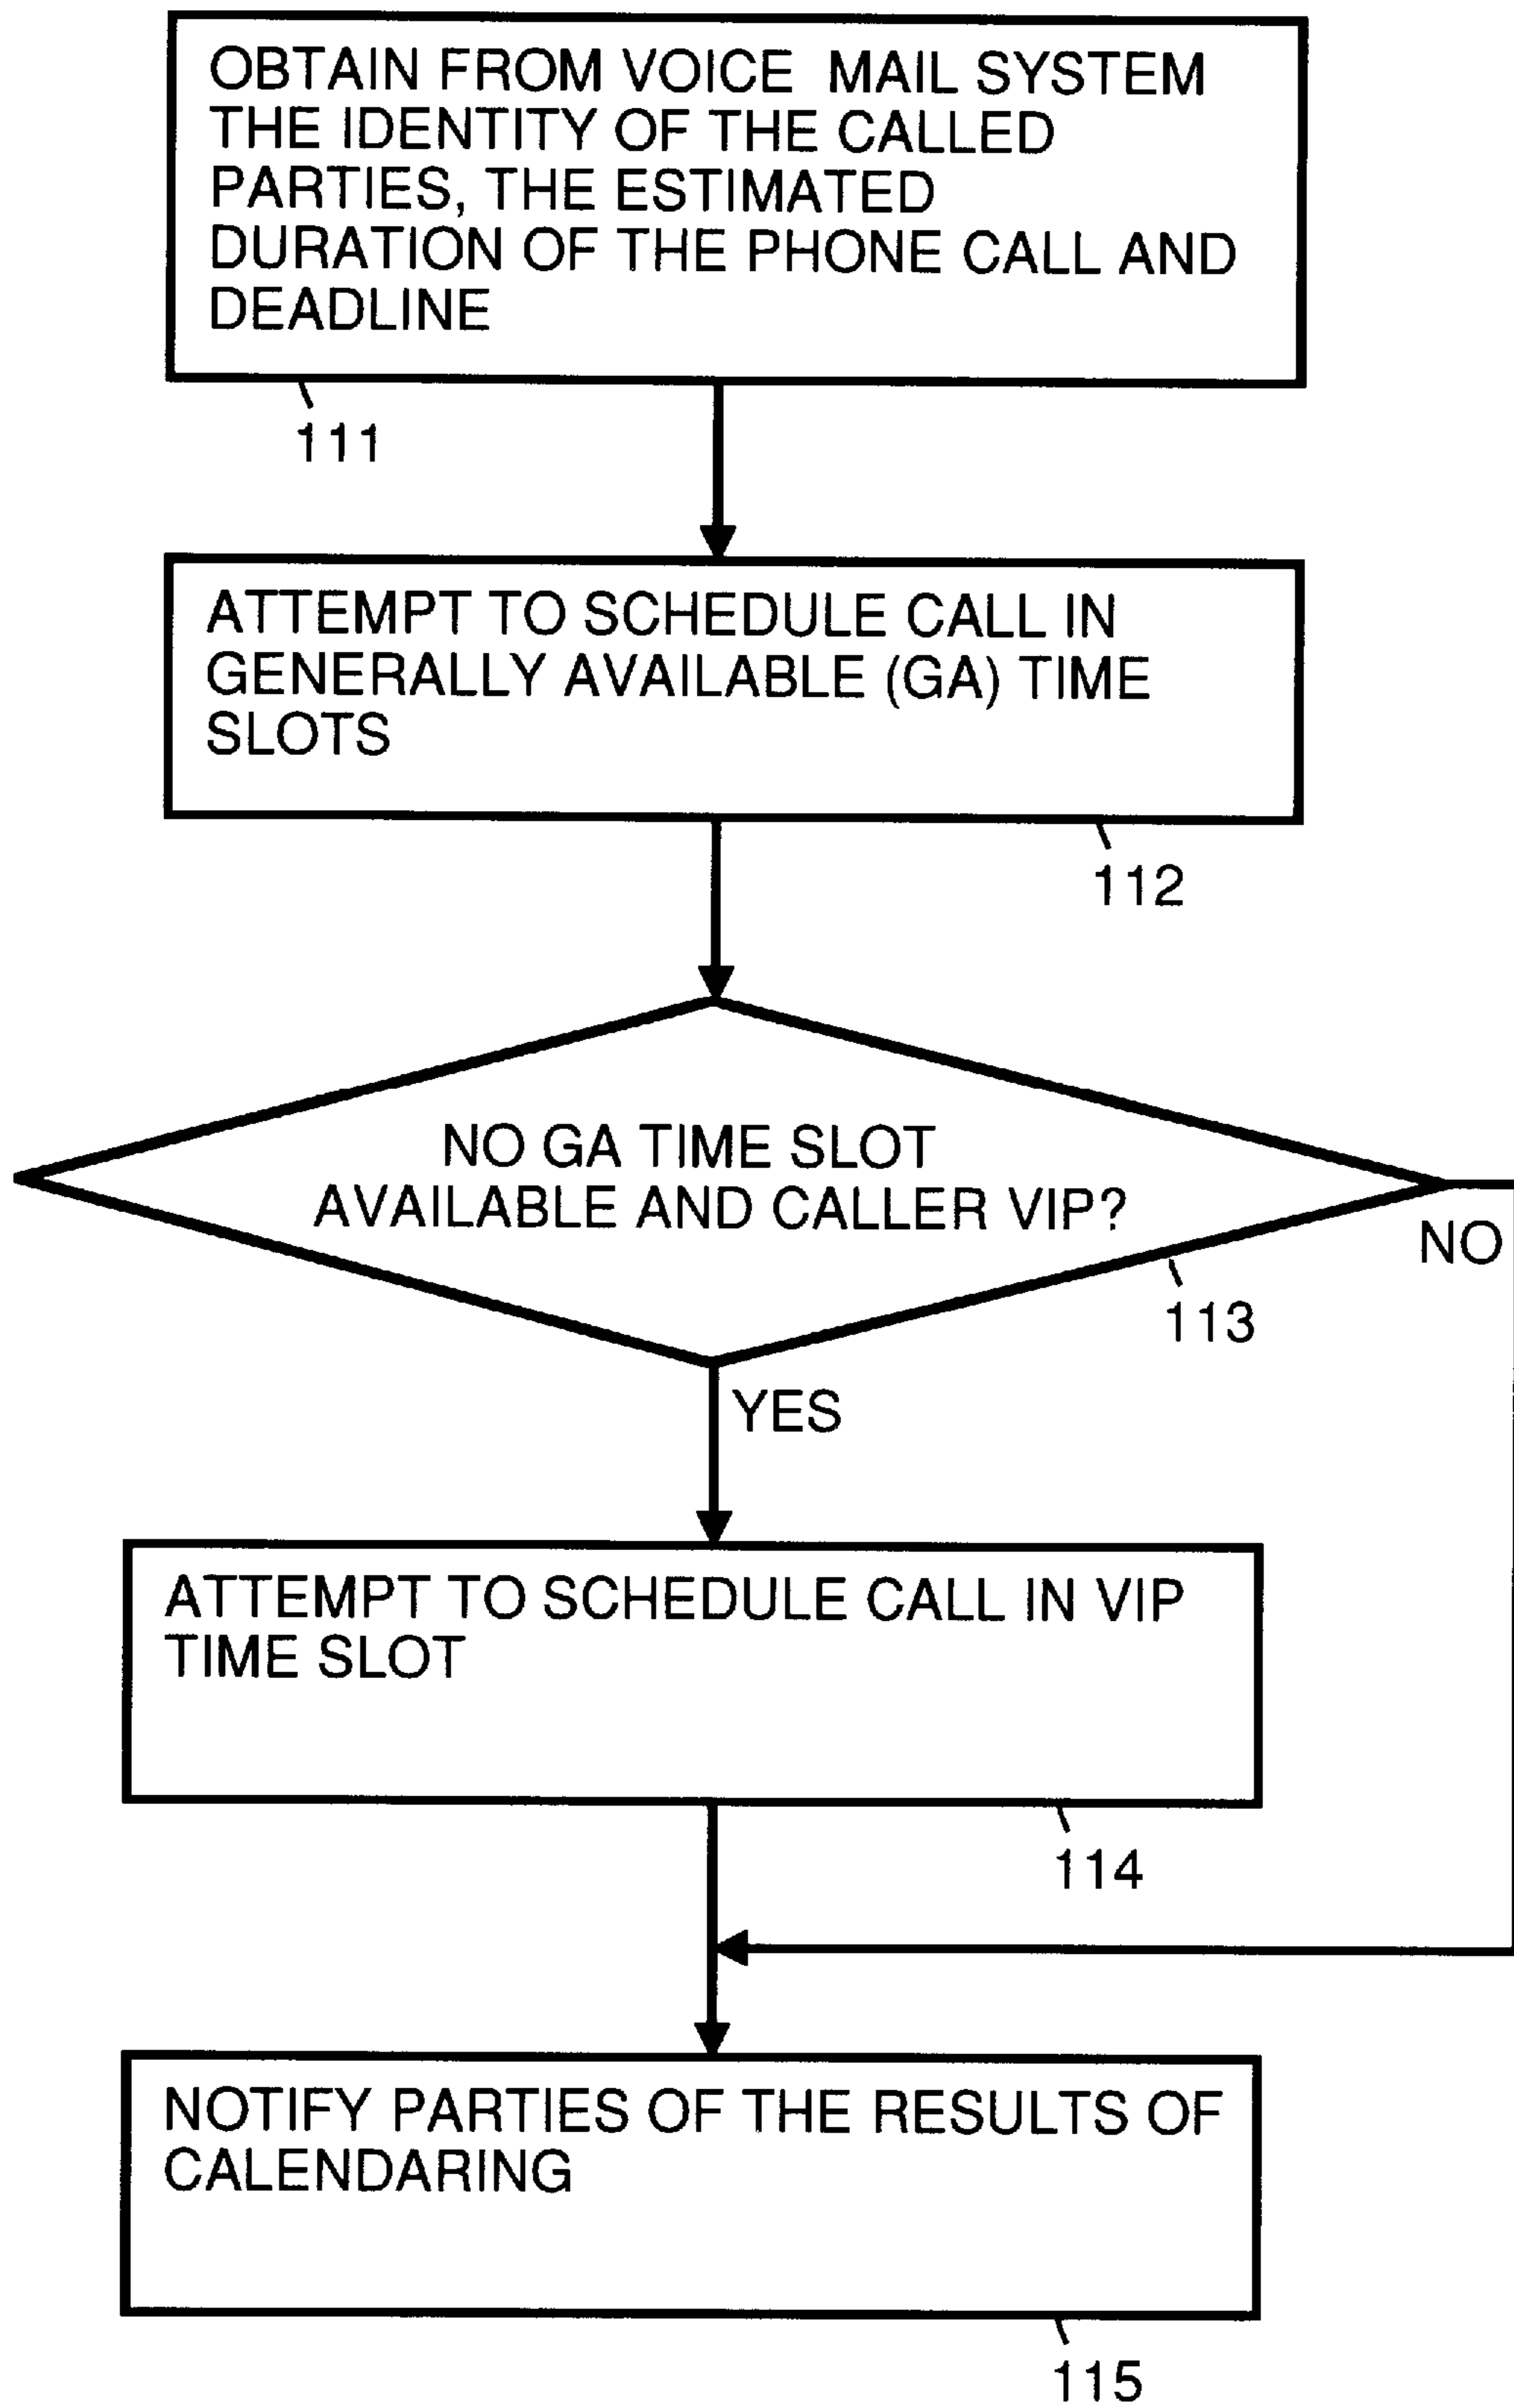 OBTAIN FROM VOICE MAIL SYSTEM
THE IDENTITY OF THE CALLED
PARTIES, THE ESTIMATED
DURATION OF THE PHONE CALL AND
DEADLINE
111
ATTEMPT TO SCHEDULE CALL IN
GENERALLY AVAILABLE (GA) TIME
SLOTS
112
NO GA TIME SLOT
AVAILABLE AND CALLER VIP?
NO
113
YES
ATTEMPT TO SCHEDULE CALL IN VIP
TIME SLOT
114
NOTIFY PARTIES OF THE RESULTS OF
CALENDARING
115